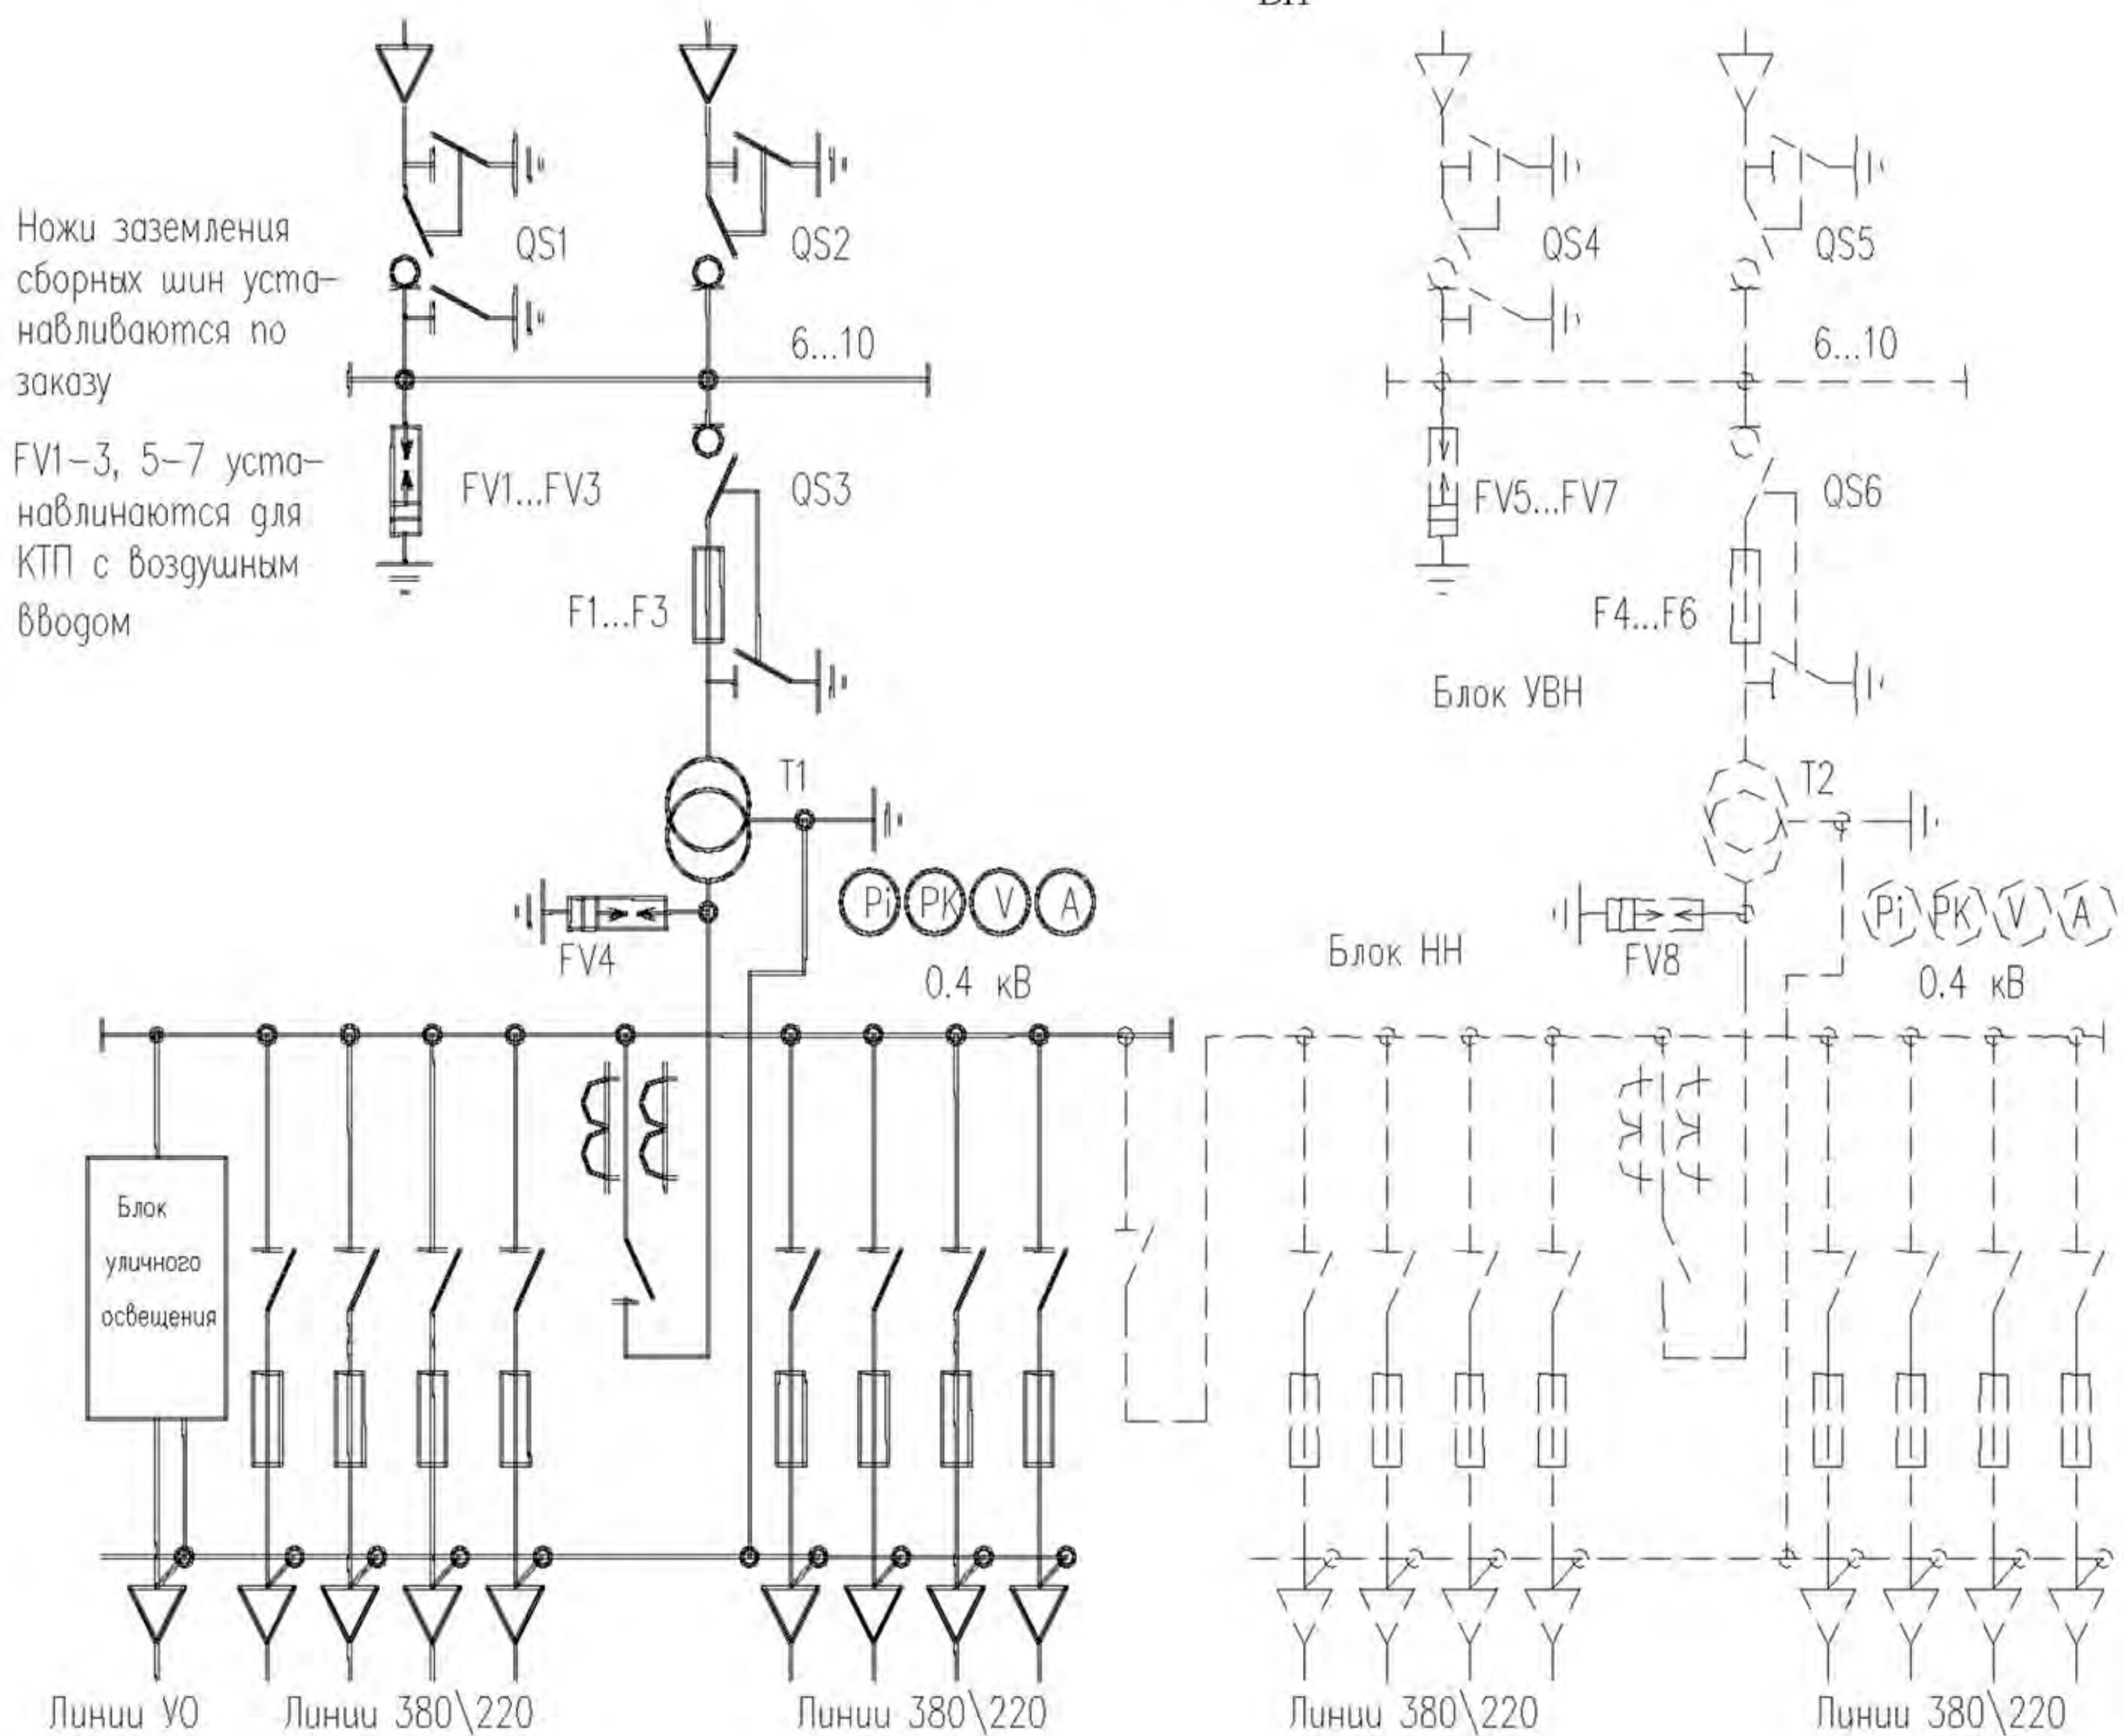 ВН
Ножи заземления
сборных шин уста-
навливаются по
заказу
FV1-3, 5-7 уста-
навлинаются для
КТП с воздушным
вводом
QS1
QS2
6...10
FV1...FV3
QS3
F1...F3
T1
Pi PK V A
FV4
0.4 кВ
Блок
уличного
освещения
Линии УО
Линии 380\220
Линии 380\220
QS4
QS5
6...10
FV5...FV7
QS6
F4...F6
Блок УВН
T2
Pi PK V A
Блок НН
FV8
0.4 кВ
Линии 380\220
Линии 380\220